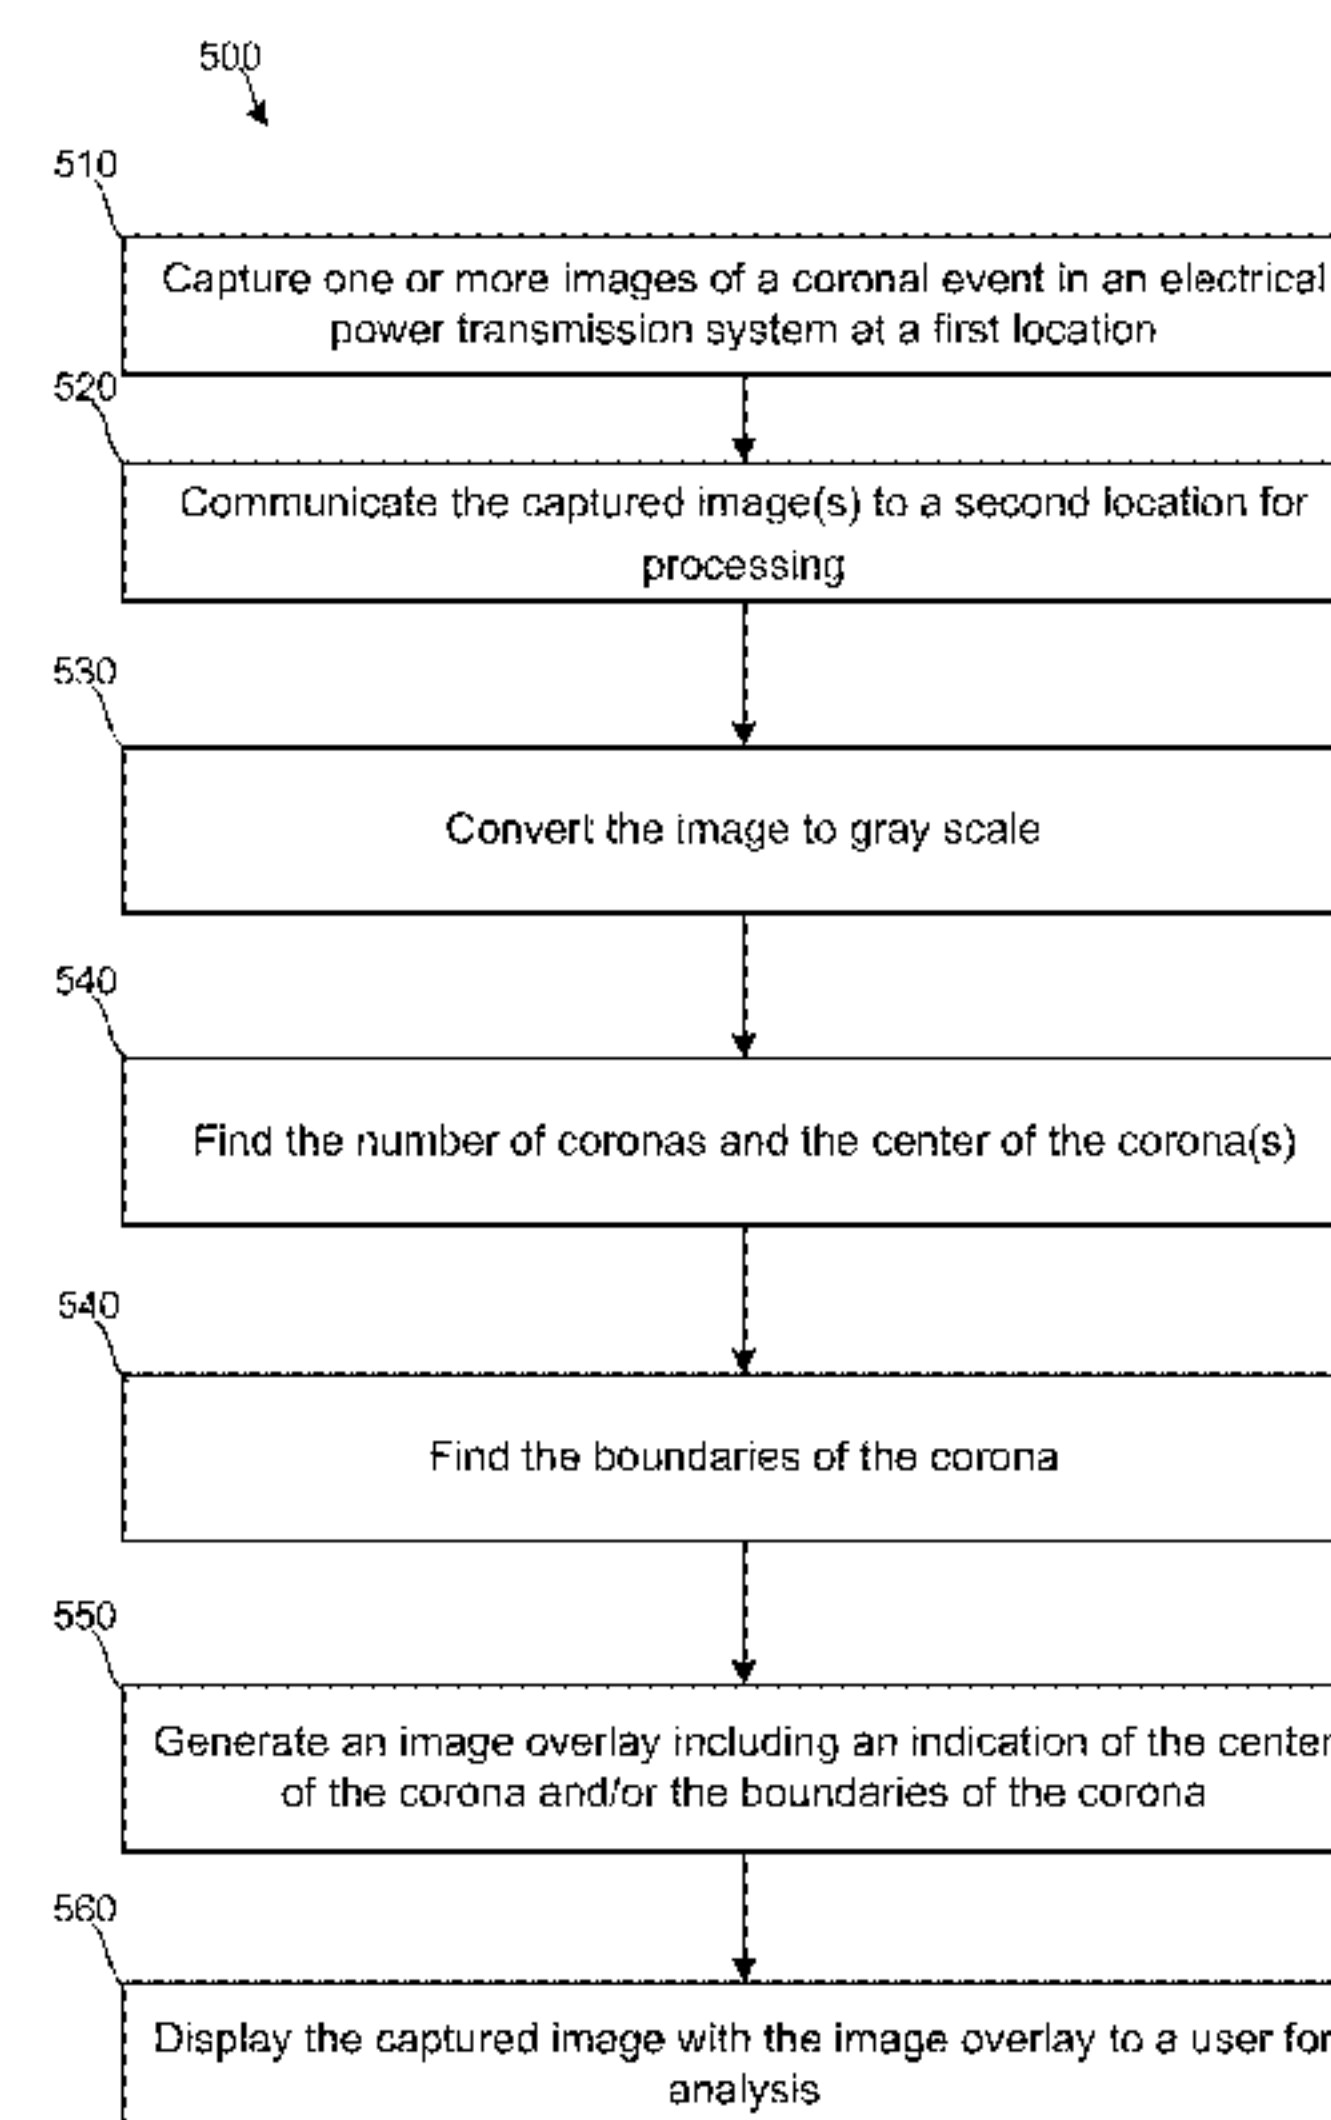 500
510
Capture one or more images of a coronal event in an electrical
power transmission system at a first location
520
Communicate the captured image(s) to a second location for
processing
530
Convert the image to gray scale
540
Find the number of coronas and the center of the corona(s)
540
Find the boundaries of the corona
550
Generate an image overlay including an indication of the center
of the corona and/or the boundaries of the corona
560
Display the captured image with the image overlay to a user for
analysis